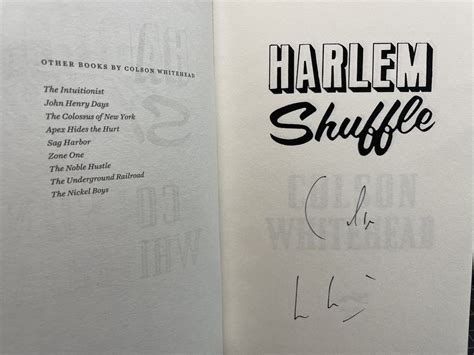 OTHER BOOKS BY COLSON WHITEHEAD
The Intuitionist
John Henry Days
The Colossus of New York
Apex Hides the Hurt
Sag Harbor
Zone One
The Noble Hustle
The Underground Railroad
The Nickel Boys
HARLEM
Shuffle
COLSON
WHITEHEAD